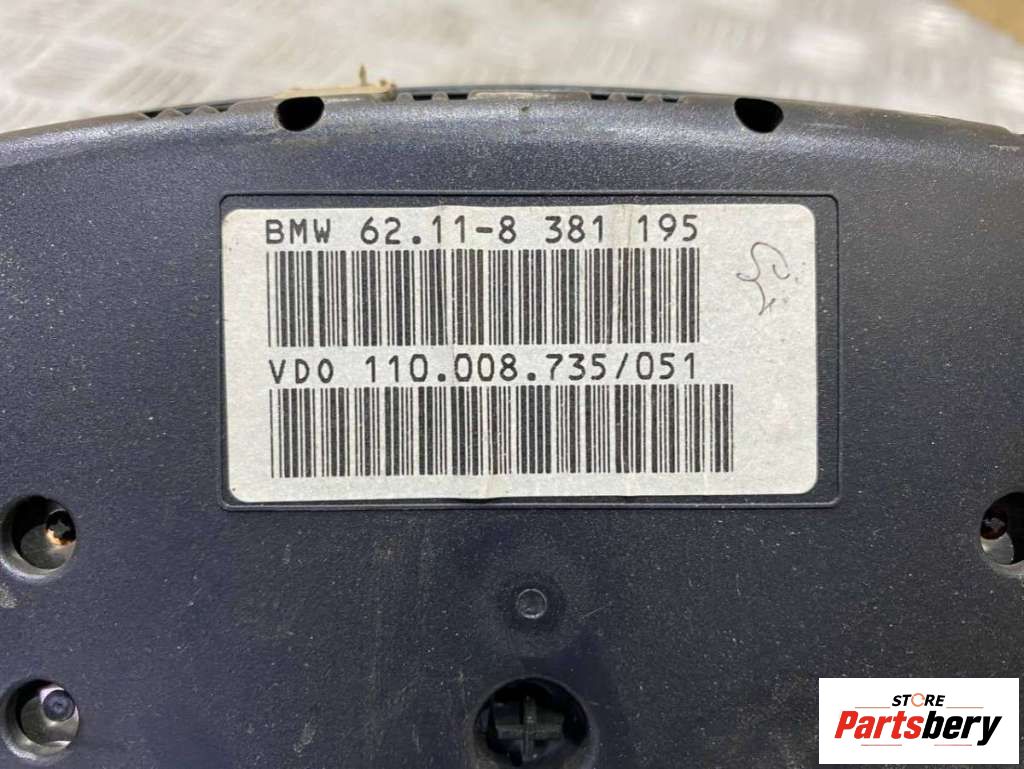 BMW 62.11-8 381 195
VDO 110.008.735/051
STORE
Partsbery